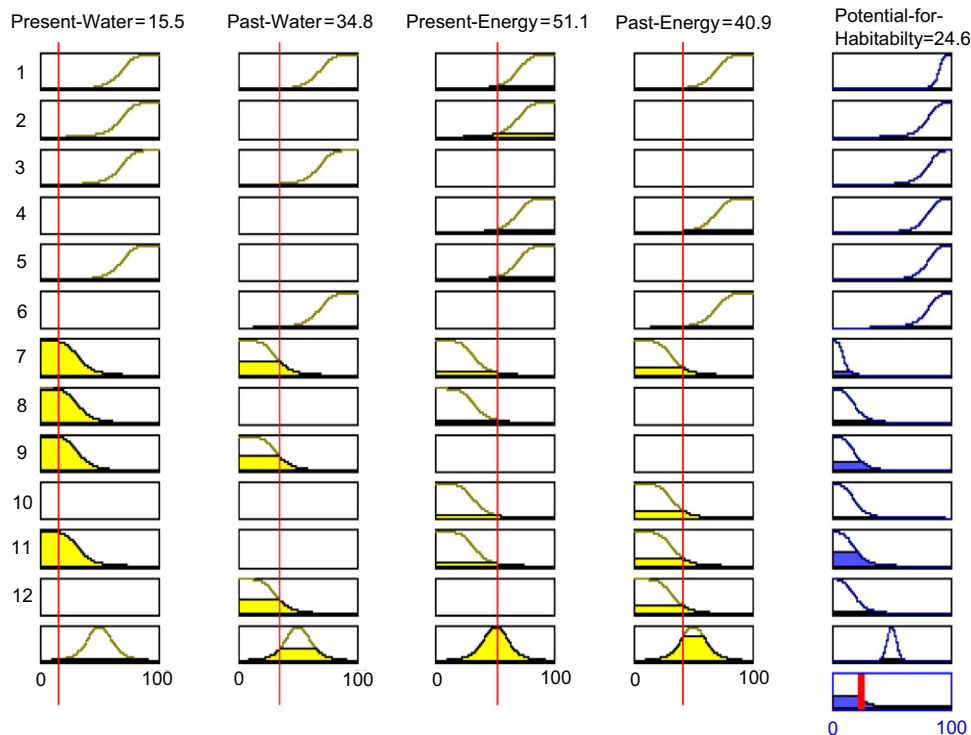 Present-Water=15.5
Past-Water=34.8
Present-Energy=51.1
Past-Energy=40.9
Potential-for-
Habitabilty=24.6
1
2
3
4
5
6
7
8
9
10
11
12
0 100
0 100
0 100
0 100
0 100